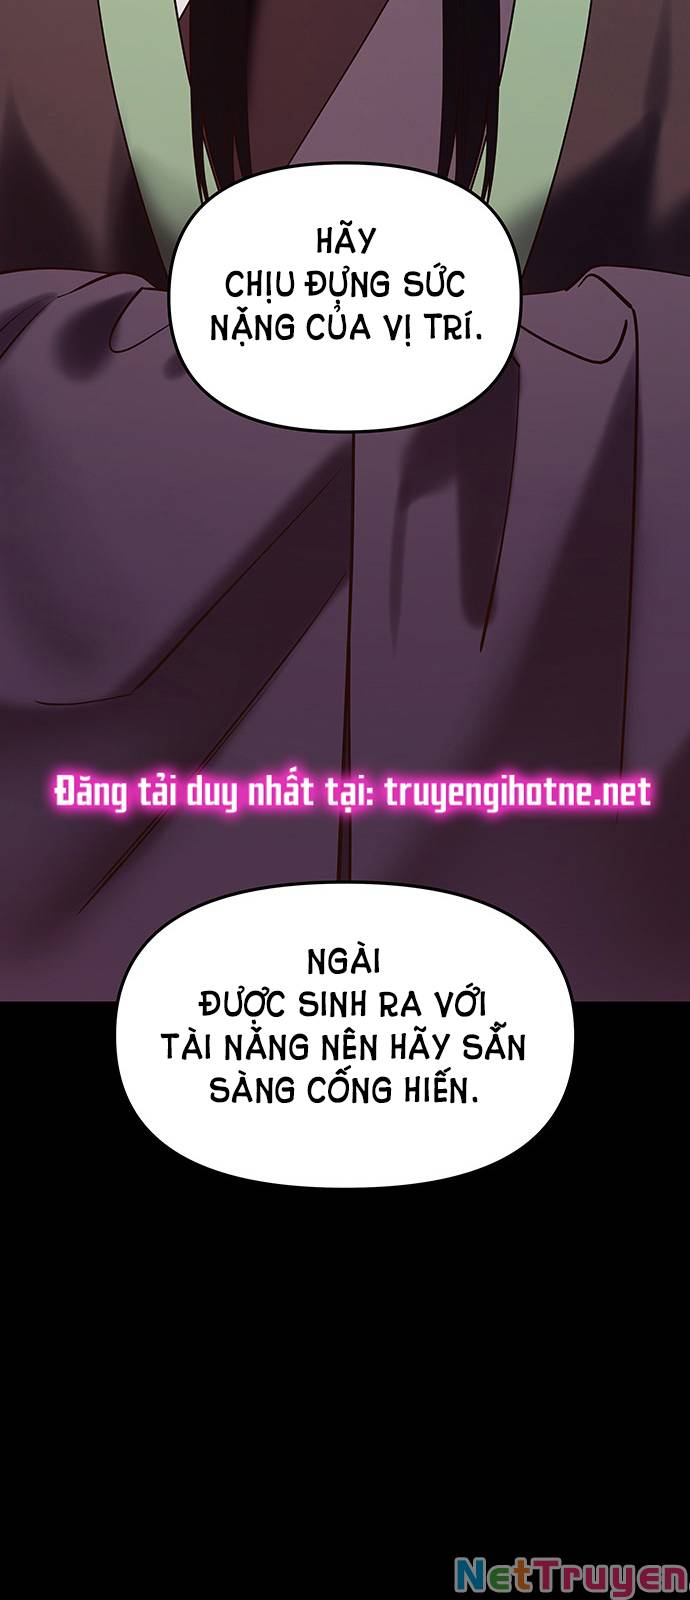 HÃY
CHỊU ĐỰNG SỨC
NẶNG CỦA VỊ TRÍ.
Đăng tải duy nhất tại: truyengihotne.net
NGÀI
ĐƯỢC SINH RA VỚI
TÀI NĂNG NÊN HÃY SẴN
SÀNG CỐNG HIẾN.
NetTruyen